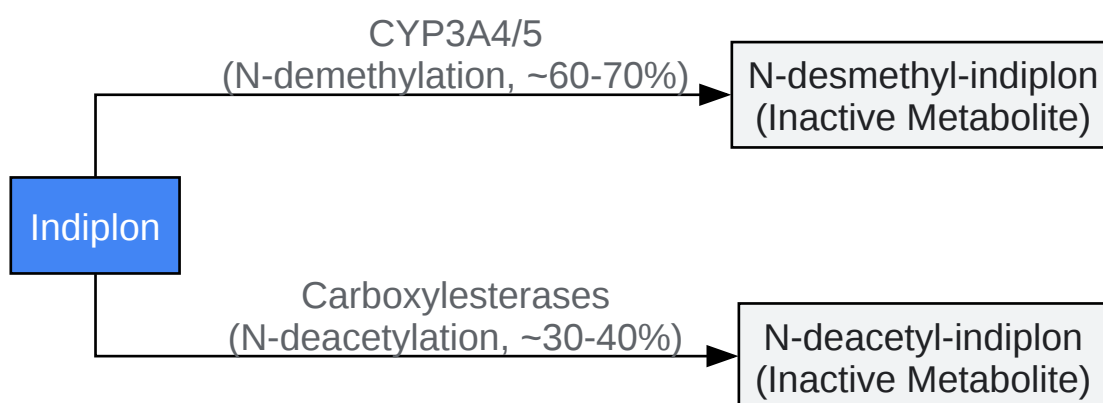 CYP3A4/5
(N-demethylation, ~60-70%)
N-desmethyl-indiplon
(Inactive Metabolite)
Indiplon
Carboxylesterases
(N-deacetylation, ~30-40%)
N-deacetyl-indiplon
(Inactive Metabolite)